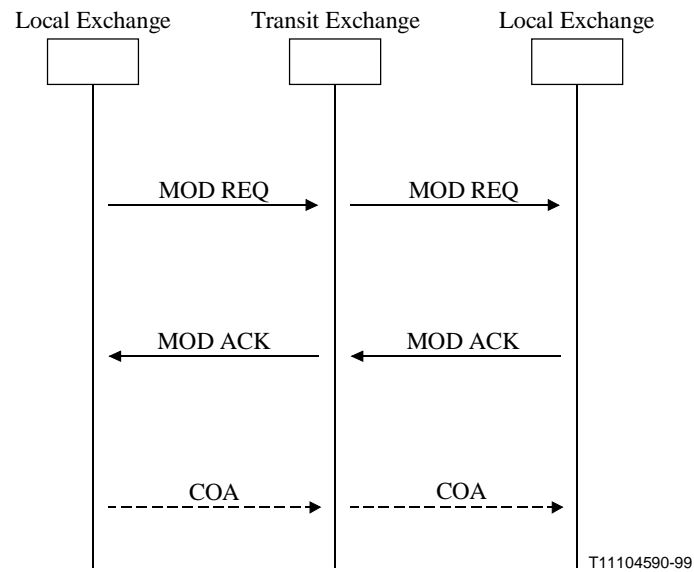 Local Exchange Transit Exchange Local Exchange
MOD REQ MOD REQ
MOD ACK MOD ACK
COA COA
T11104590-99